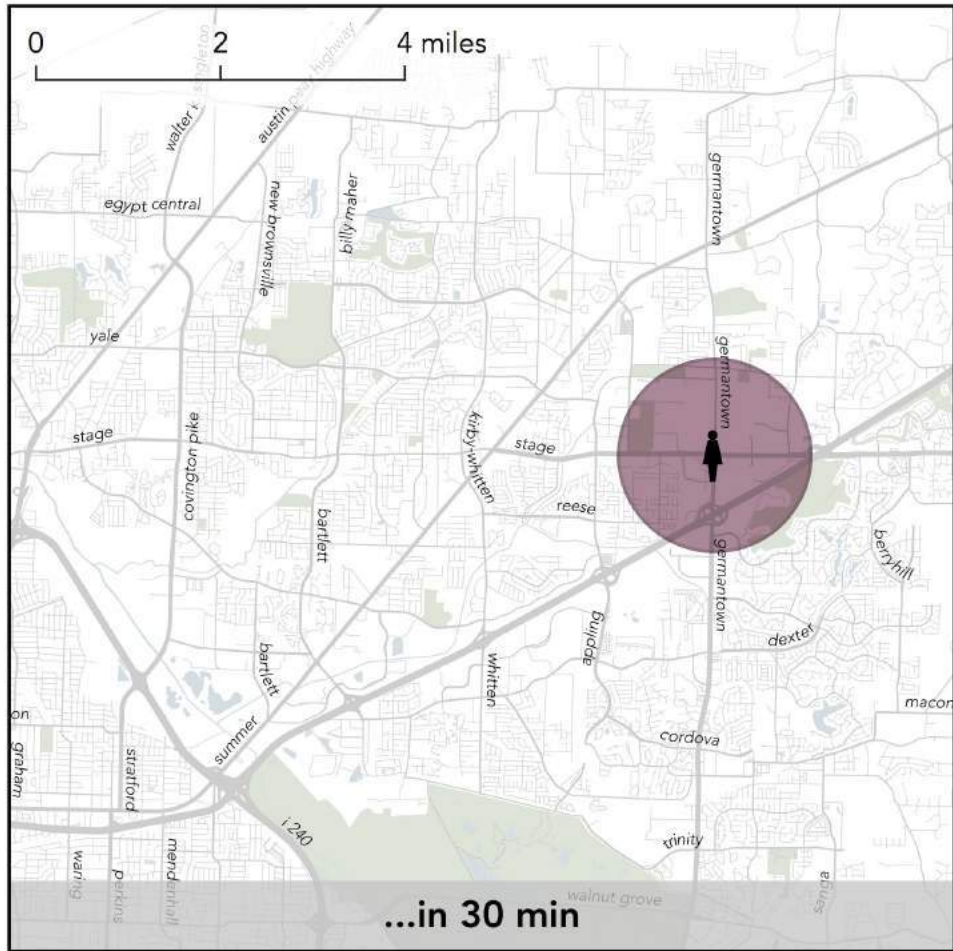 0 2 4 miles
walter k singleton
austin peay highway
egypt central
new brownsville
billy maher
germantown
yale
germantown
stage
covington pike
kirby-whitten
stage
bartlett
reese
germantown
berryhill
appling
dexter
bartlett
whitten
on
macon
summer
cordova
graham
stratford
i 240
trinity
waring
perkins
mendenhall
walnut grove
sanga
...in 30 min